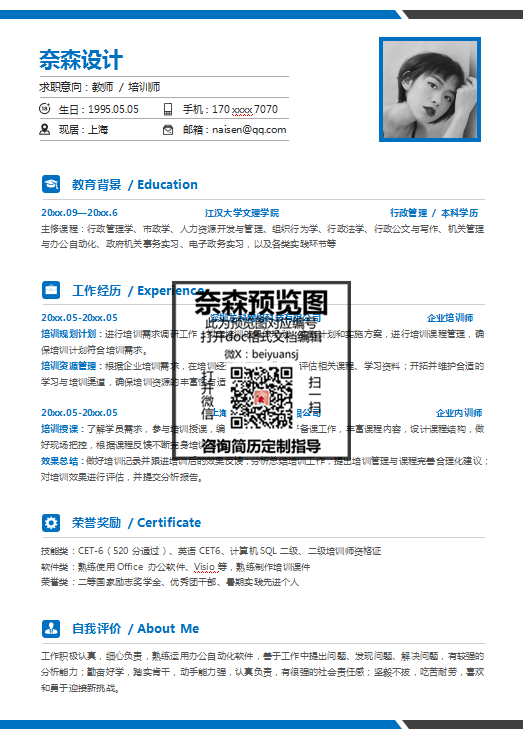 奈森设计
求职意向：教师 / 培训师
生日：1995.05.05 手机：170 xxxx 7070
现居：上海 邮箱：naisen@qq.com
教育背景 / Education
20xx.09—20xx.6 江汉大学文理学院 行政管理 / 本科学历
主修课程：行政管理学、市政学、人力资源开发与管理、组织行为学、行政法学、行政公文与写作、机关管理
与办公自动化、政府机关事务实习、电子政务实习，以及各类实践环节等
工作经历 / Experience
20xx.05-20xx.05 企业培训师
培训规划计划：进行培训需求调研工作， 计划和实施方案，进行培训课程管理，确
保培训计划符合培训需求。
培训资源管理：根据企业培训需求，在培训经 评估相关课程、学习资料；开拓并维护合适的
学习与培训渠道，确保培训资源的丰富性与适
20xx.05-20xx.05 上海 限公司 企业内训师
培训授课：了解学员需求，参与培训授课，编 备课工作，丰富课程内容，设计课程结构，做
好现场把控，根据课程反馈不断完善培
效果总结：做好培训记录并跟进培训后的效果反馈，分析总结培训工作，提出培训管理与课程完善合理化建议；
对培训效果进行评估，并提交分析报告。
奈森预览图
此为预览图对应编号
打开doc格式文档编辑
微X：beiyuansj
打开微信
扫一扫
咨询简历定制指导
荣誉奖励 / Certificate
技能类：CET-6（520 分通过）、英语 CET6、计算机 SQL 二级、二级培训师资格证
软件类：熟练使用 Office 办公软件、Visio 等，熟练制作培训课件
荣誉类：二等国家励志奖学金、优秀团干部、暑期实践先进个人
自我评价 / About Me
工作积极认真，细心负责，熟练运用办公自动化软件，善于工作中提出问题、发现问题、解决问题，有较强的
分析能力；勤奋好学，踏实肯干，动手能力强，认真负责，有很强的社会责任感；坚毅不拔，吃苦耐劳，喜欢
和勇于迎接新挑战。